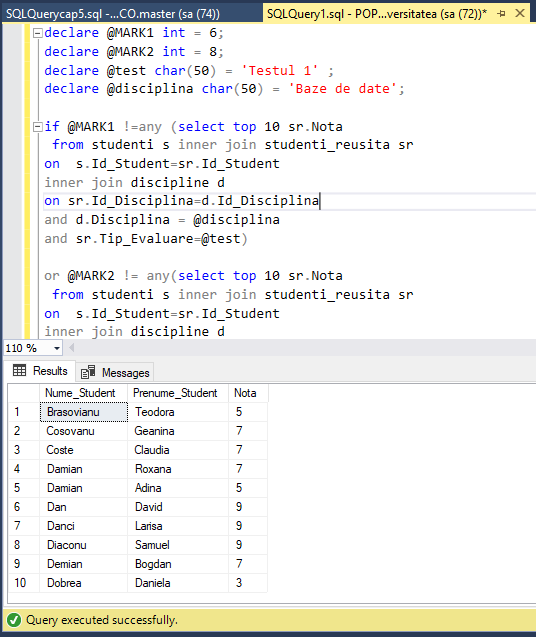 SQLQuerycap5.sql -...CO.master (sa (74))
SQLQuery1.sql - POP...versitatea (sa (72))*
declare @MARK1 int = 6;
declare @MARK2 int = 8;
declare @test char(50) = 'Testul 1' ;
declare @disciplina char(50) = 'Baze de date';
if @MARK1 !=any (select top 10 sr.Nota
from studenti s inner join studenti_reusita sr
on s.Id_Student=sr.Id_Student
inner join discipline d
on sr.Id_Disciplina=d.Id_Disciplina
and d.Disciplina = @disciplina
and sr.Tip_Evaluare=@test)
or @MARK2 != any(select top 10 sr.Nota
from studenti s inner join studenti_reusita sr
on s.Id_Student=sr.Id_Student
inner join discipline d
110 %
Results Messages
Nume_Student Prenume_Student Nota
1 Brasovianu Teodora 5
2 Cosovanu Geanina 7
3 Coste Claudia 7
4 Damian Roxana 7
5 Damian Adina 5
6 Dan David 9
7 Danci Larisa 9
8 Diaconu Samuel 9
9 Demian Bogdan 7
10 Dobrea Daniela 3
Query executed successfully.